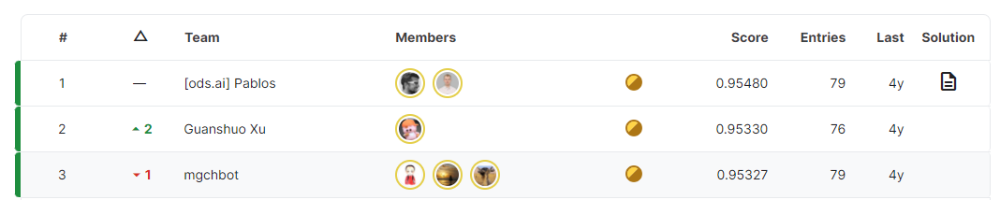 # △ Team Members Score Entries Last Solution
1 — [ods.ai] Pablos 0.95480 79 4y
2 2 Guanshuo Xu 0.95330 76 4y
3 1 mgchbot 0.95327 79 4y